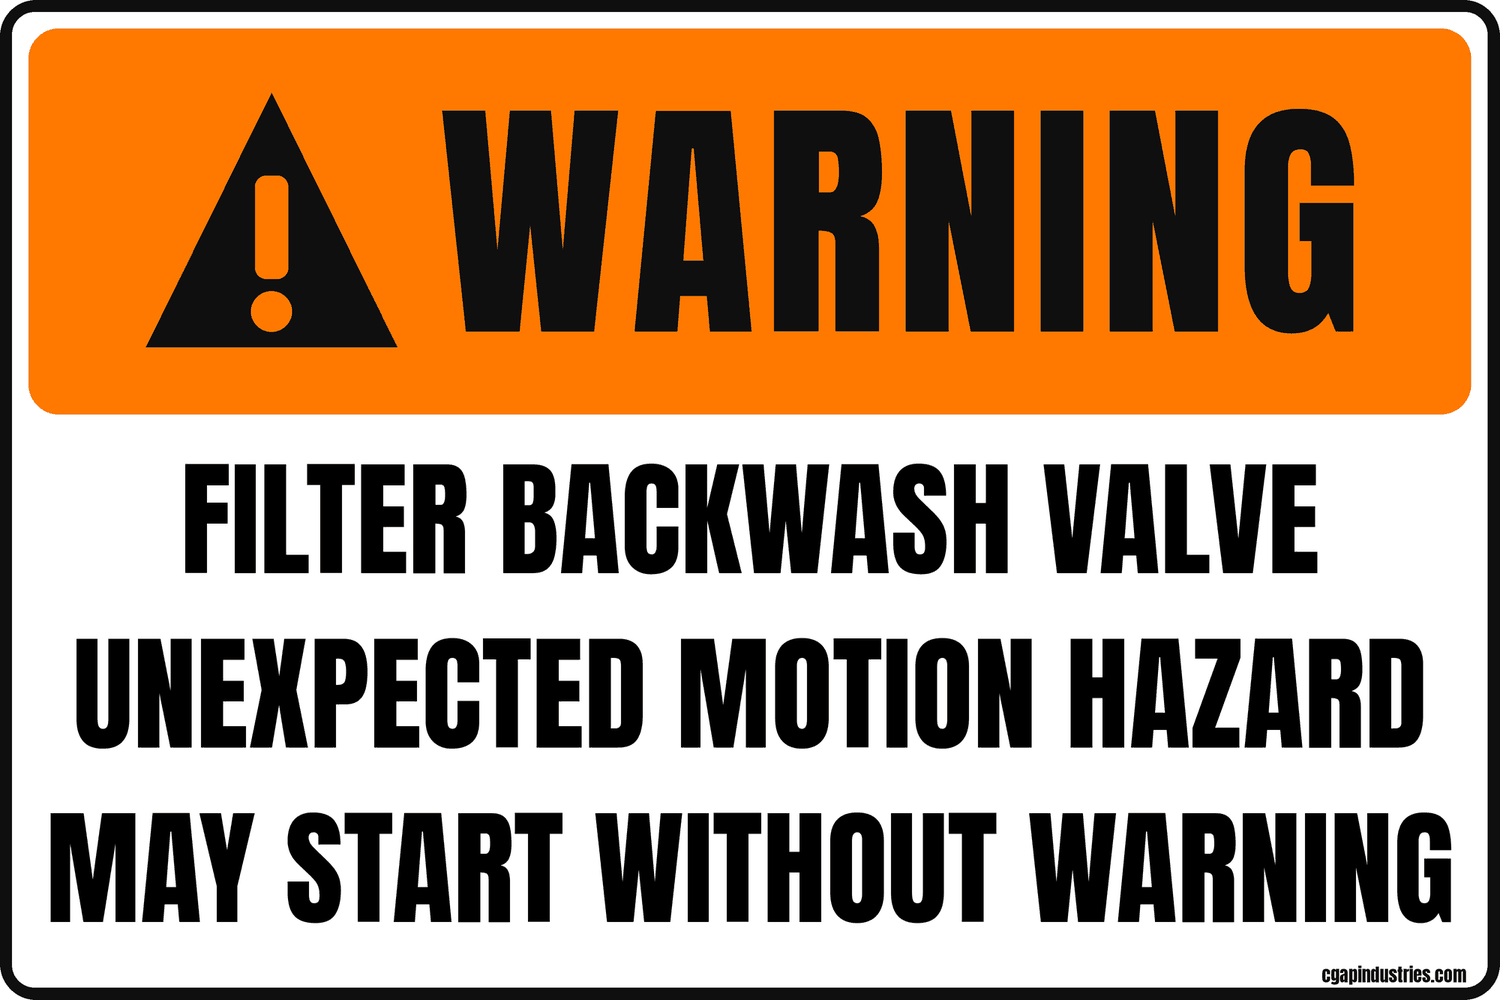 WARNING
FILTER BACKWASH VALVE
UNEXPECTED MOTION HAZARD
MAY START WITHOUT WARNING
cgapindustries.com